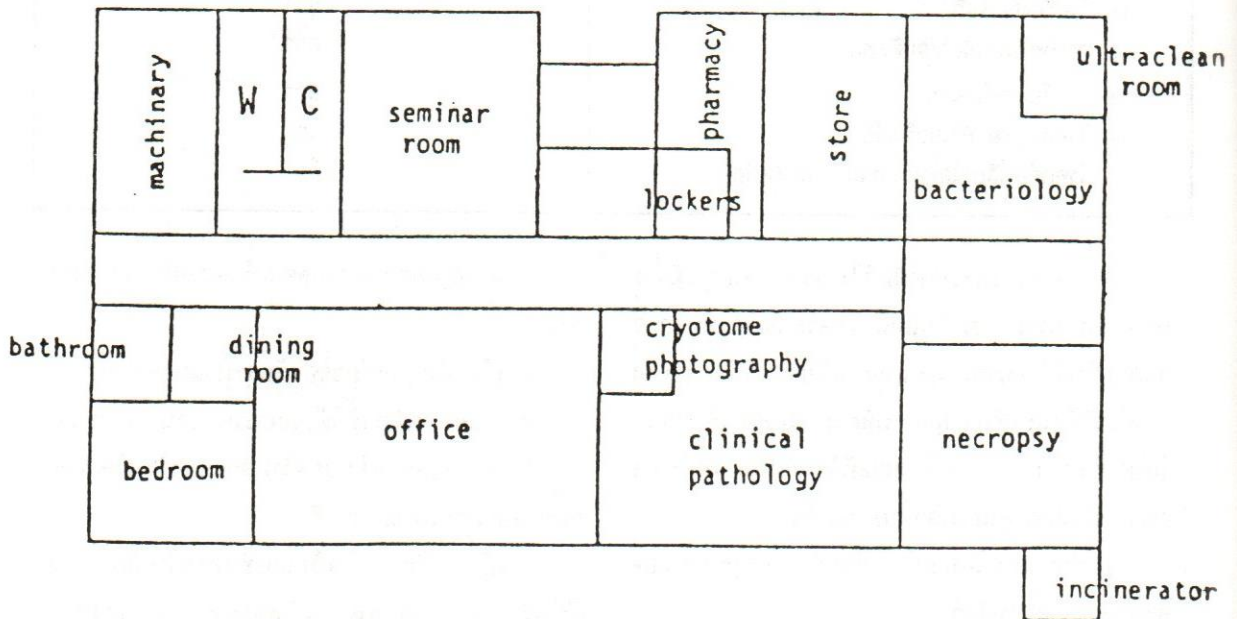 machinary
W C
seminar
room
pharmacy
lockers
store
ultraclean
room
bacteriology
bathroom
dining
room
bedroom
office
cryotome
photography
clinical
pathology
necropsy
incinerator